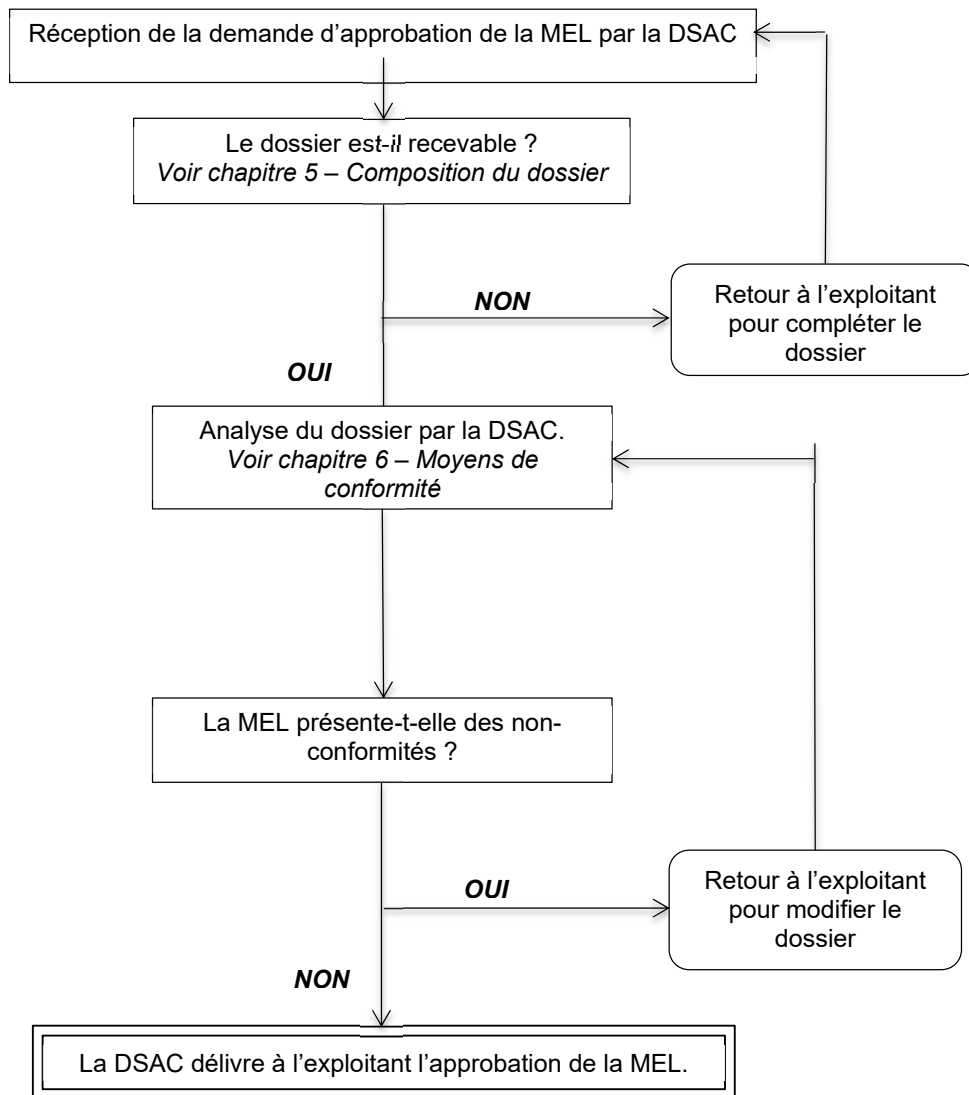 Réception de la demande d’approbation de la MEL par la DSAC
Le dossier est-il recevable ?
Voir chapitre 5 – Composition du dossier
NON
Retour à l’exploitant
pour compléter le
dossier
OUI
Analyse du dossier par la DSAC.
Voir chapitre 6 – Moyens de
conformité
La MEL présente-t-elle des non-
conformités ?
OUI
Retour à l’exploitant
pour modifier le
dossier
NON
La DSAC délivre à l’exploitant l’approbation de la MEL.